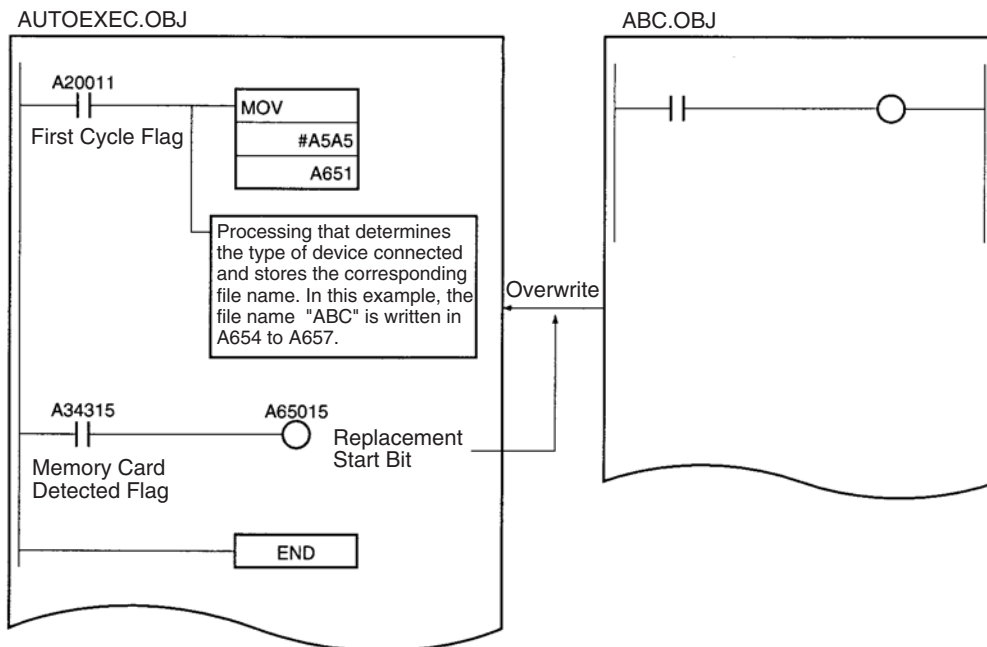 AUTOEXEC.OBJ
A20011
First Cycle Flag
MOV
#A5A5
A651
Processing that determines
the type of device connected
and stores the corresponding
file name. In this example, the
file name "ABC" is written in
A654 to A657.
A34315
Memory Card
Detected Flag
A65015
Replacement
Start Bit
END
Overwrite
ABC.OBJ